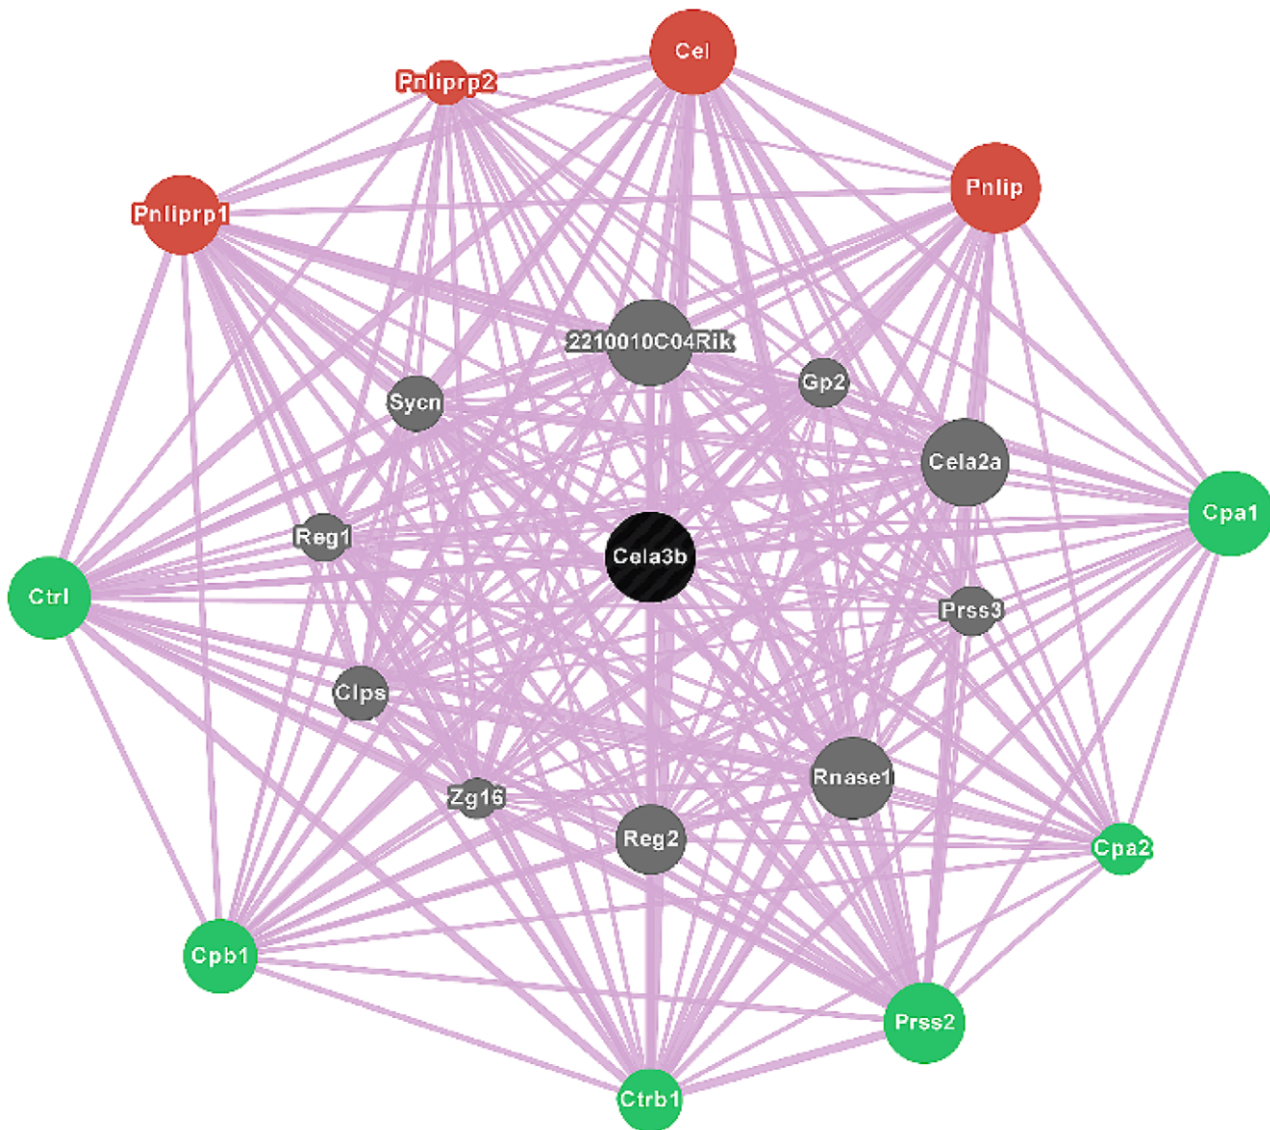 Cel
Pnliprp2
Pnlip
Pnliprp1
2210010C04Rik
Gp2
Sycn
Cela2a
Cpa1
Reg1
Cela3b
Ctrl
Prss3
Clps
Rnase1
Zg16
Reg2
Cpa2
Cpb1
Prss2
Ctrb1